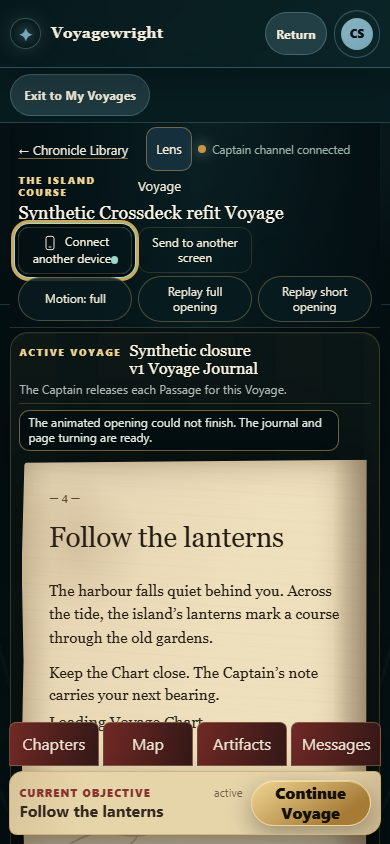 Voyagewright
Return
CS
Exit to My Voyages
← Chronicle Library
Lens
Captain channel connected
THE ISLAND
COURSE
Voyage
Synthetic Crossdeck refit Voyage
Connect
another device
Send to another
screen
Motion: full
Replay full
opening
Replay short
opening
ACTIVE VOYAGE
Synthetic closure
v1 Voyage Journal
The Captain releases each Passage for this Voyage.
The animated opening could not finish. The journal and
page turning are ready.
— 4 —
Follow the lanterns
The harbour falls quiet behind you. Across
the tide, the island’s lanterns mark a course
through the old gardens.
Keep the Chart close. The Captain’s note
carries your next bearing.
Loading Voyage Chart
Chapters
Map
Artifacts
Messages
CURRENT OBJECTIVE
Follow the lanterns
active
Continue
Voyage